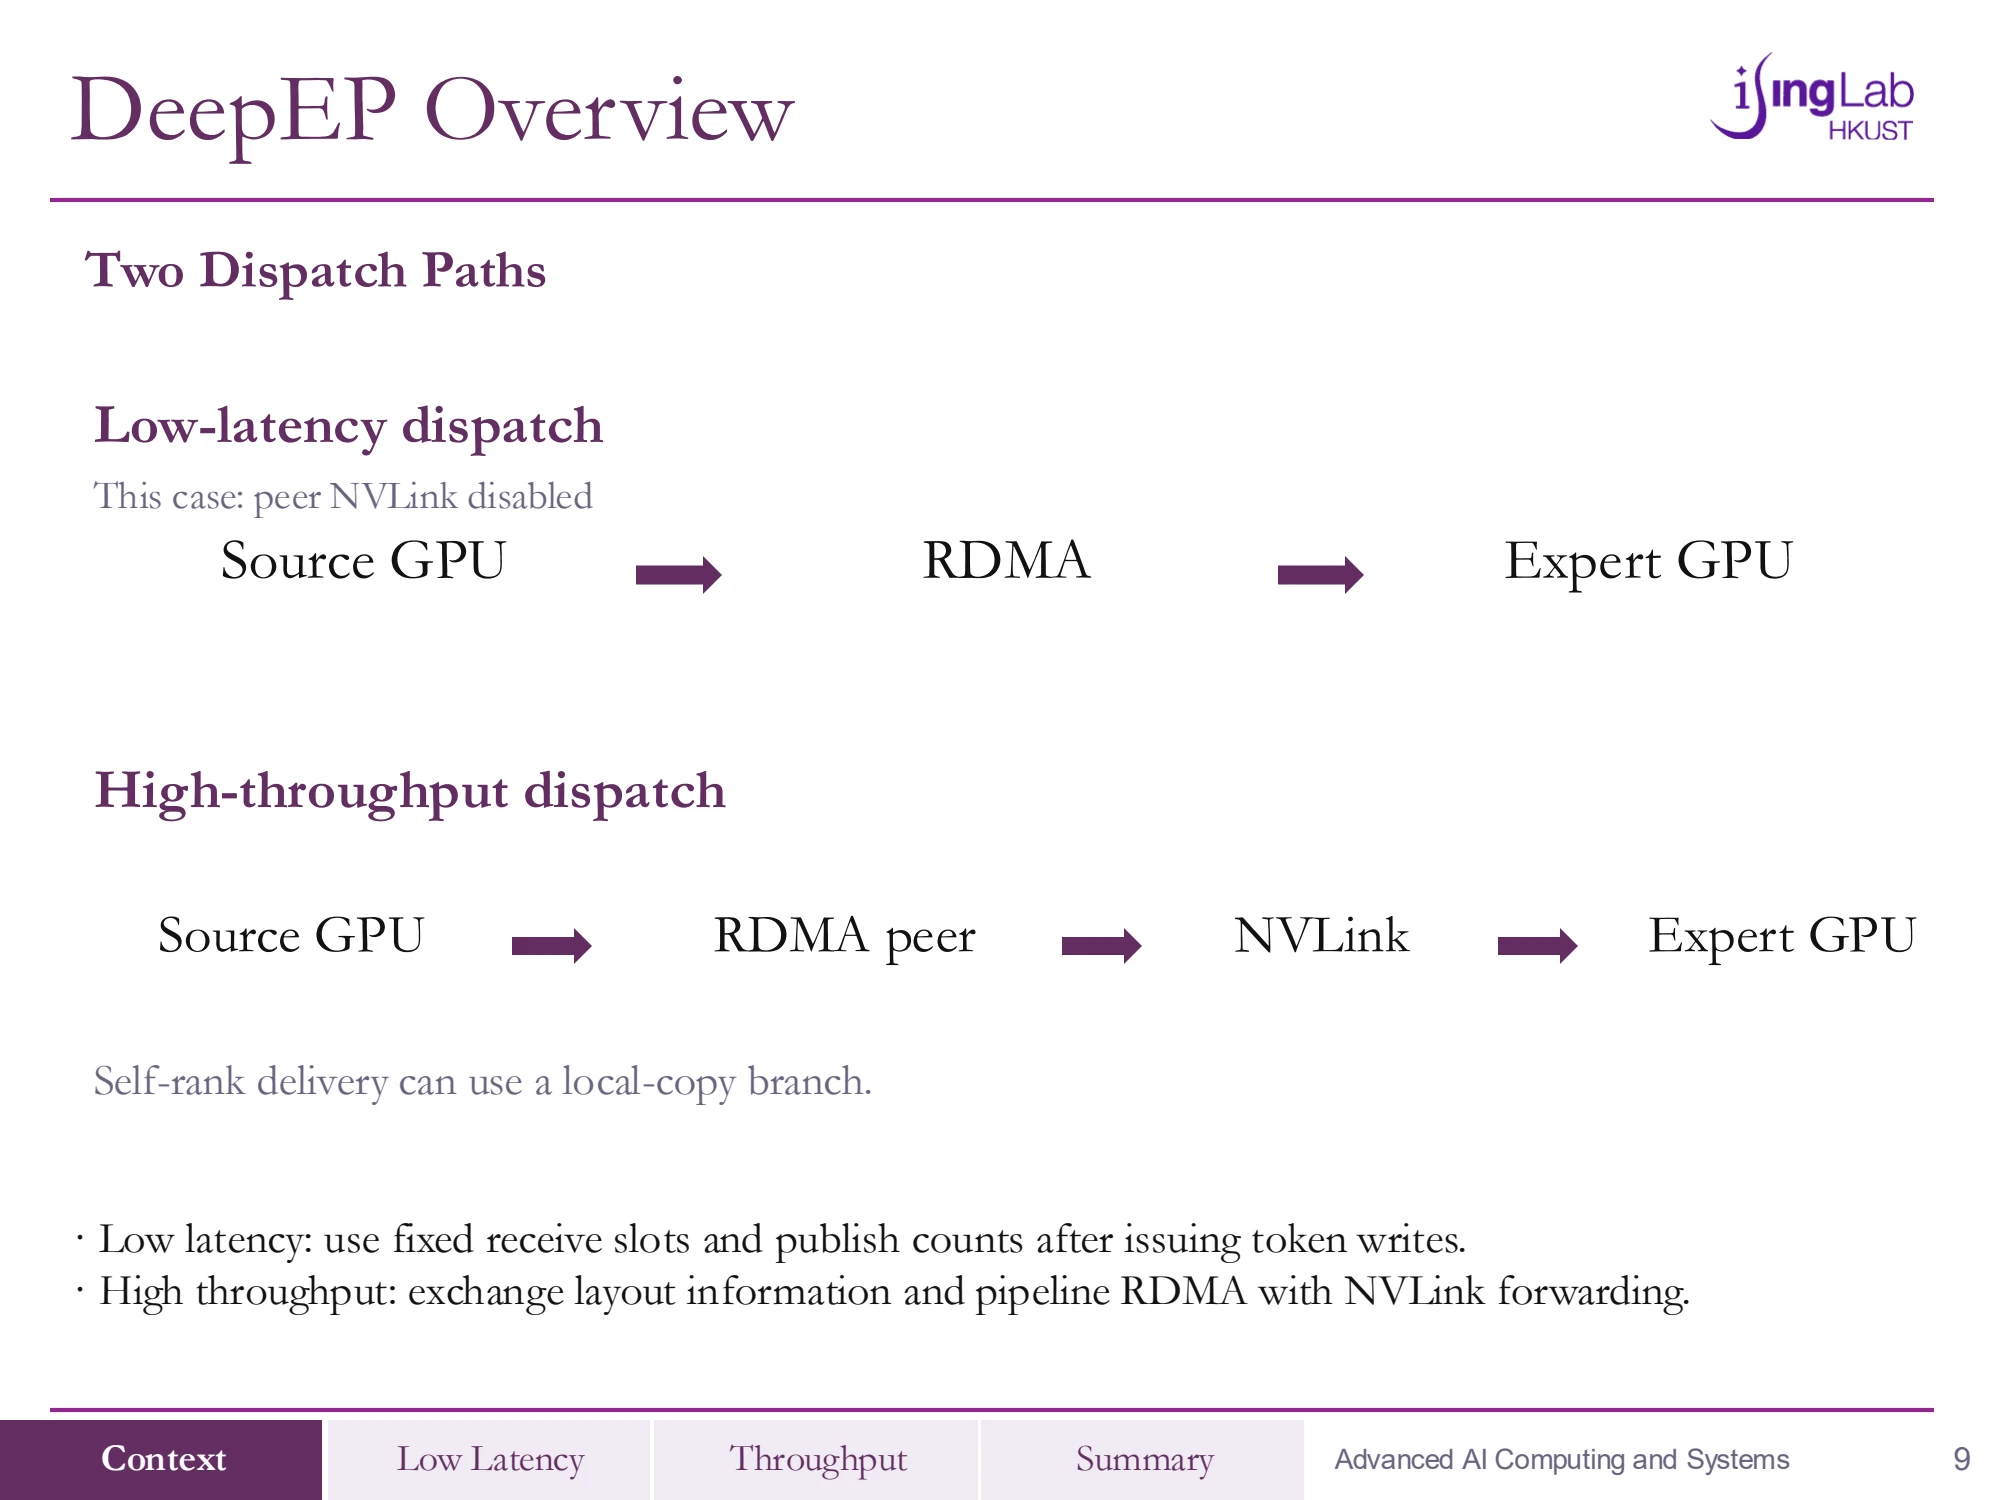 DeepEP Overview
isingLab
HKUST
Two Dispatch Paths
Low-latency dispatch
This case: peer NVLink disabled
Source GPU RDMA Expert GPU
High-throughput dispatch
Source GPU RDMA peer NVLink Expert GPU
Self-rank delivery can use a local-copy branch.
· Low latency: use fixed receive slots and publish counts after issuing token writes.
· High throughput: exchange layout information and pipeline RDMA with NVLink forwarding.
Context Low Latency Throughput Summary Advanced AI Computing and Systems 9